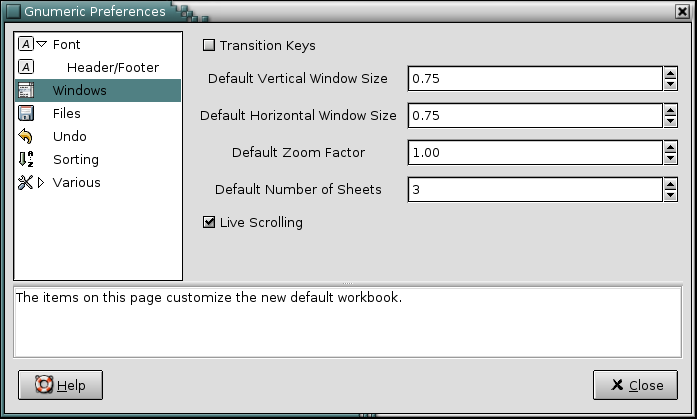 Gnumeric Preferences
Font
Header/Footer
Windows
Files
Undo
Sorting
Various
Transition Keys
Default Vertical Window Size 0.75
Default Horizontal Window Size 0.75
Default Zoom Factor 1.00
Default Number of Sheets 3
Live Scrolling
The items on this page customize the new default workbook.
Help
Close